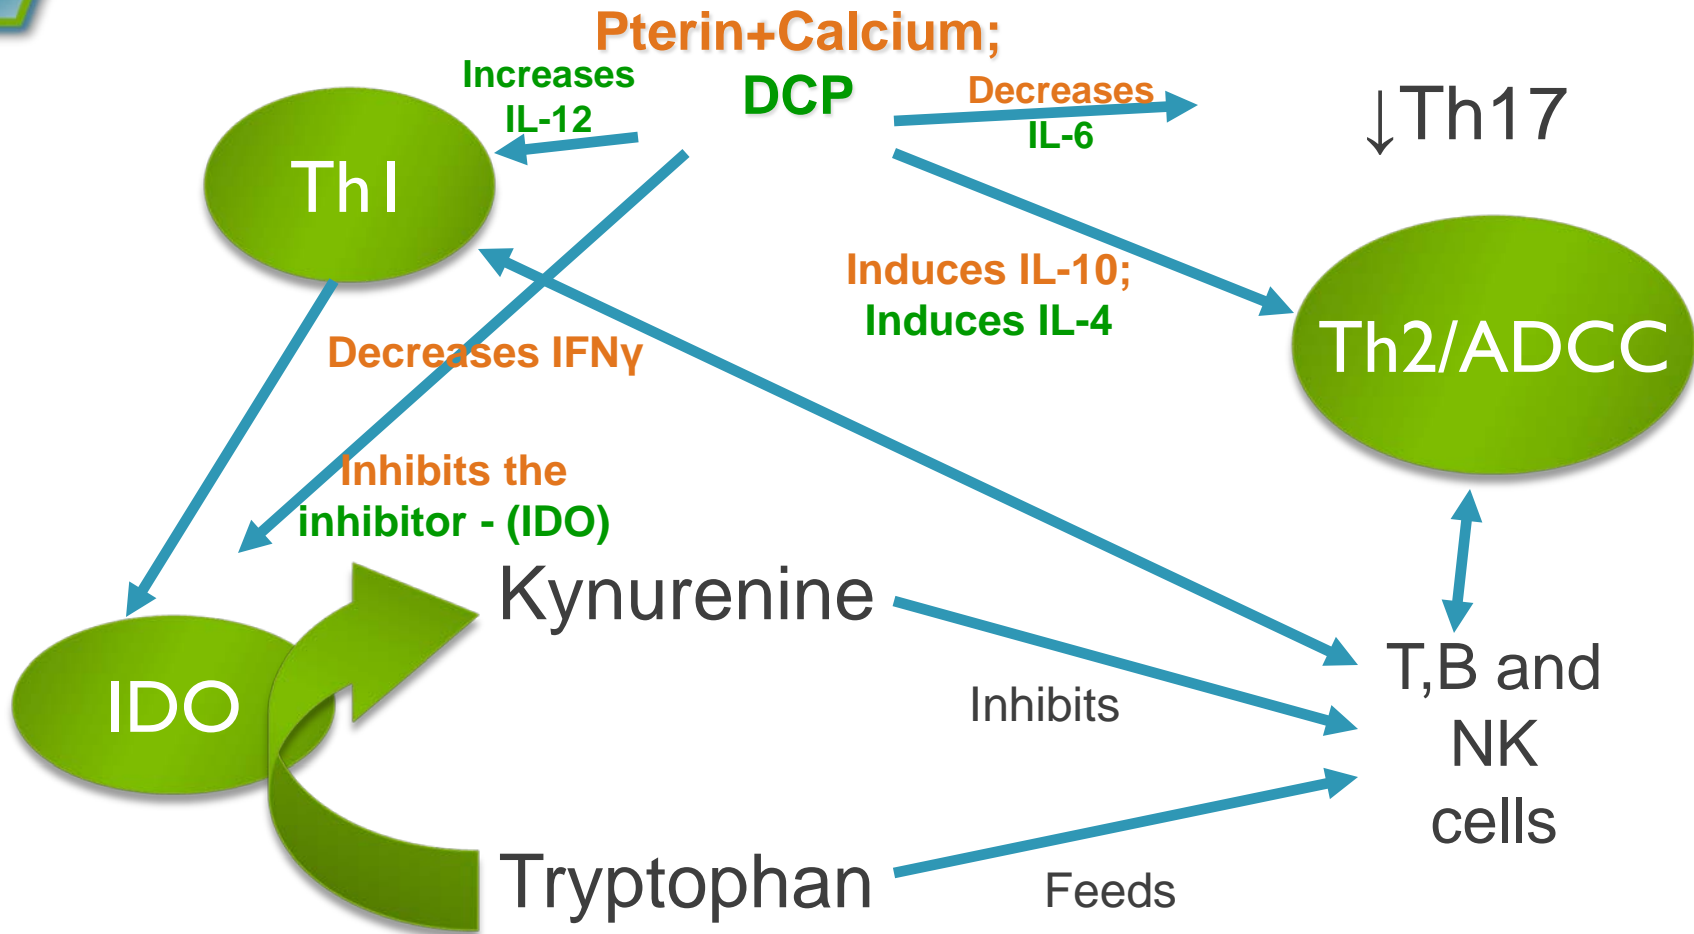 Pterin+Calcium;
DCP
Increases
IL-12
Decreases
IL-6
↓Th17
Th1
Induces IL-10;
Induces IL-4
Th2/ADCC
Decreases IFNγ
Inhibits the
inhibitor - (IDO)
Kynurenine
IDO
Inhibits
T,B and
NK
cells
Tryptophan
Feeds